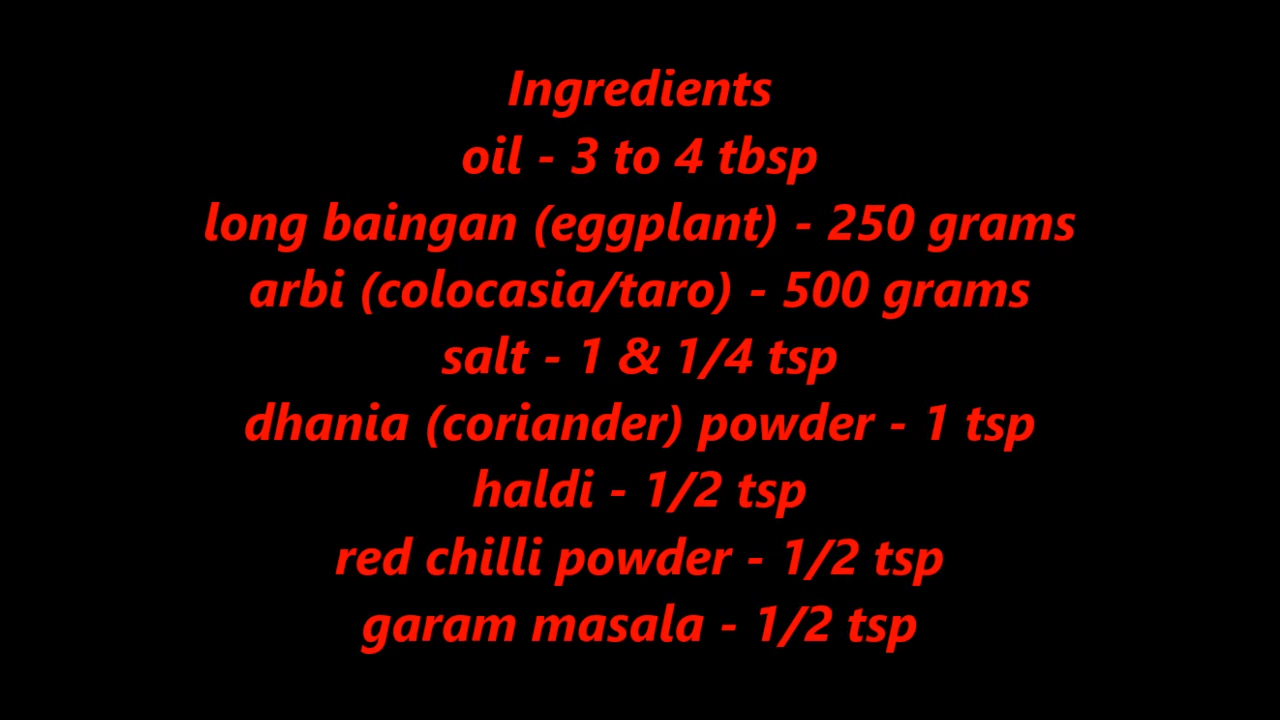 Ingredients
oil - 3 to 4 tbsp
long baingan (eggplant) - 250 grams
arbi (colocasia/taro) - 500 grams
salt - 1 & 1/4 tsp
dhania (coriander) powder - 1 tsp
haldi - 1/2 tsp
red chilli powder - 1/2 tsp
garam masala - 1/2 tsp